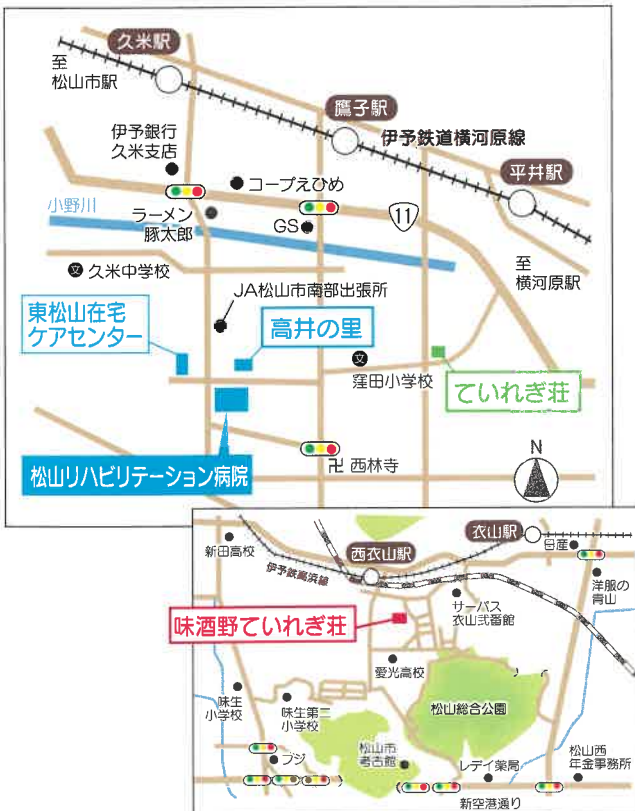 久米駅
至
松山市駅
鷹子駅
伊予鉄道横河原線
平井駅
伊予銀行
久米支店
コープえひめ
小野川
ラーメン
豚太郎
GS
11
至
横河原駅
文
久米中学校
JA松山市南部出張所
東松山在宅
ケアセンター
高井の里
文
窪田小学校
ていれぎ荘
松山リハビリテーション病院
卍 西林寺
N
新田高校
西衣山駅
衣山駅
伊予鉄高浜線
日産
洋服の
青山
サーパス
衣山弐番館
味酒野ていれぎ荘
愛光高校
味生
小学校
味生第二
小学校
松山総合公園
フジ
松山市
考古館
レデイ薬局
松山西
年金事務所
新空港通り